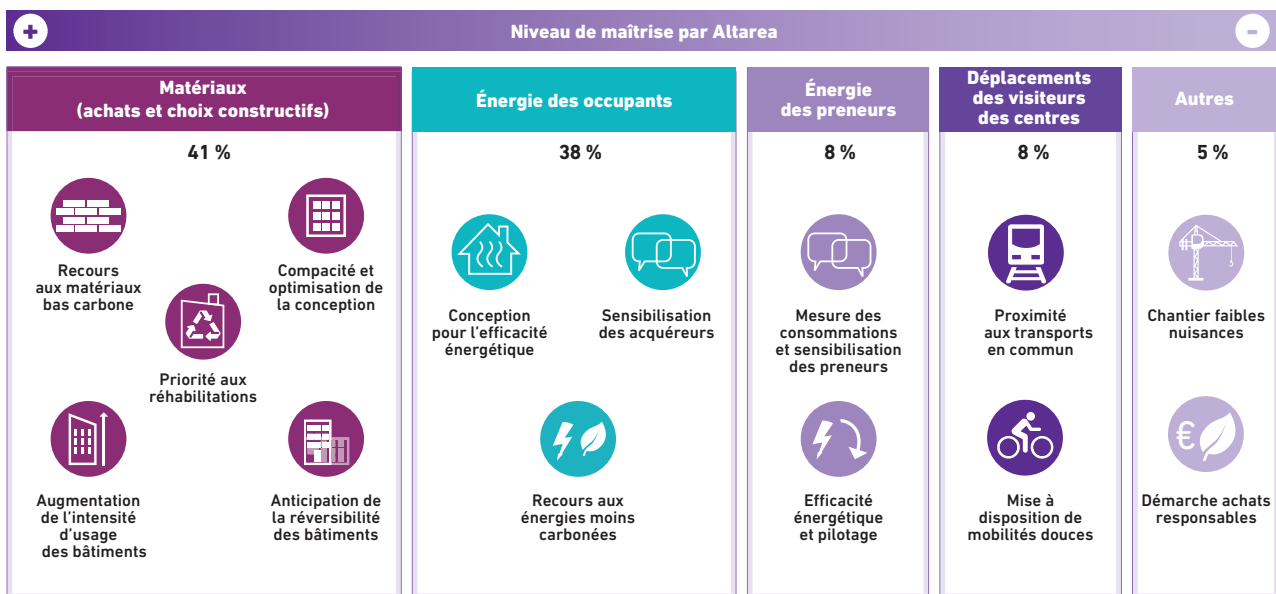 +
Niveau de maîtrise par Altarea
-
Matériaux
(achats et choix constructifs)
41 %
Recours
aux matériaux
bas carbone
Compacité et
optimisation de
la conception
Priorité aux
réhabilitations
Augmentation
de l'intensité
d'usage
des bâtiments
Anticipation de
la réversibilité
des bâtiments
Énergie des occupants
38 %
Conception
pour l'efficacité
énergétique
Sensibilisation
des acquéreurs
Recours aux
énergies moins
carbonées
Énergie
des preneurs
8 %
Mesure des
consommations
et sensibilisation
des preneurs
Efficacité
énergétique
et pilotage
Déplacements
des visiteurs
des centres
8 %
Proximité
aux transports
en commun
Mise à
disposition de
mobilités douces
Autres
5 %
Chantier faibles
nuisances
€
Démarche achats
responsables